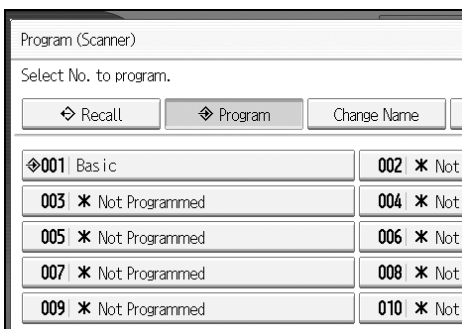 Program (Scanner)
Select No. to program.
Recall Program Change Name
001 Basic 002 Not
003 Not Programmed 004 Not
005 Not Programmed 006 Not
007 Not Programmed 008 Not
009 Not Programmed 010 Not